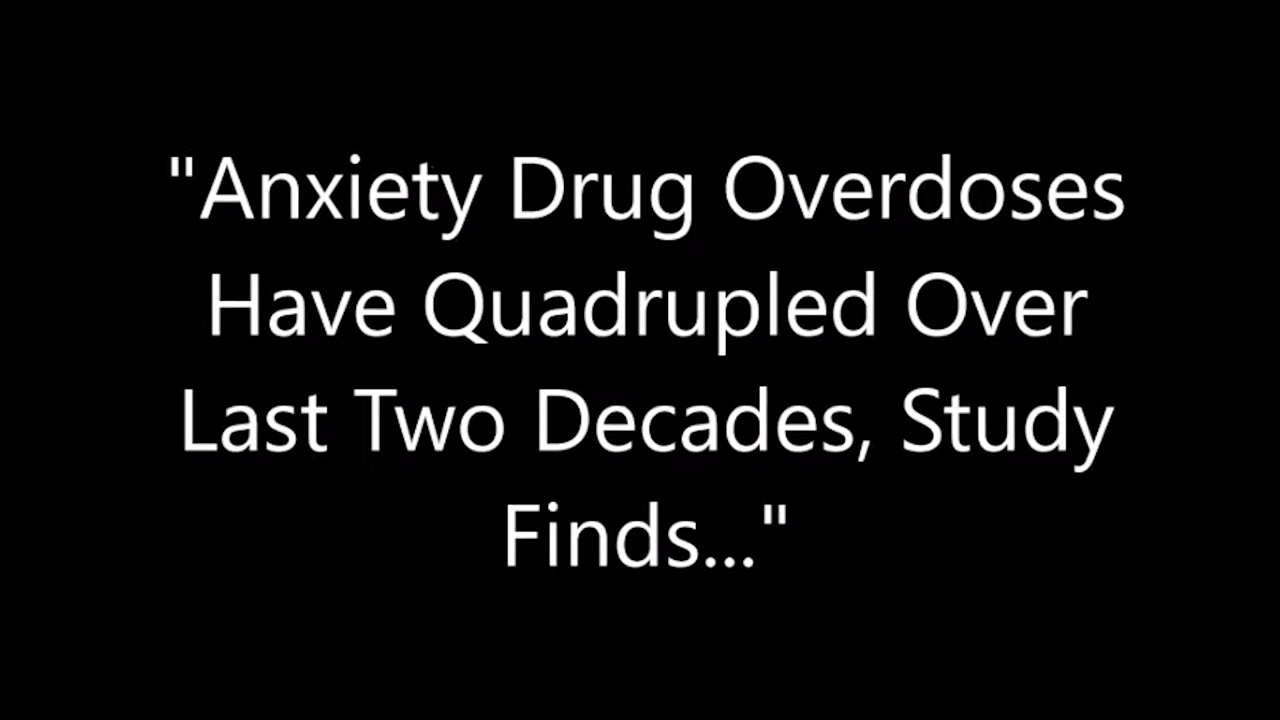 "Anxiety Drug Overdoses
Have Quadrupled Over
Last Two Decades, Study
Finds..."